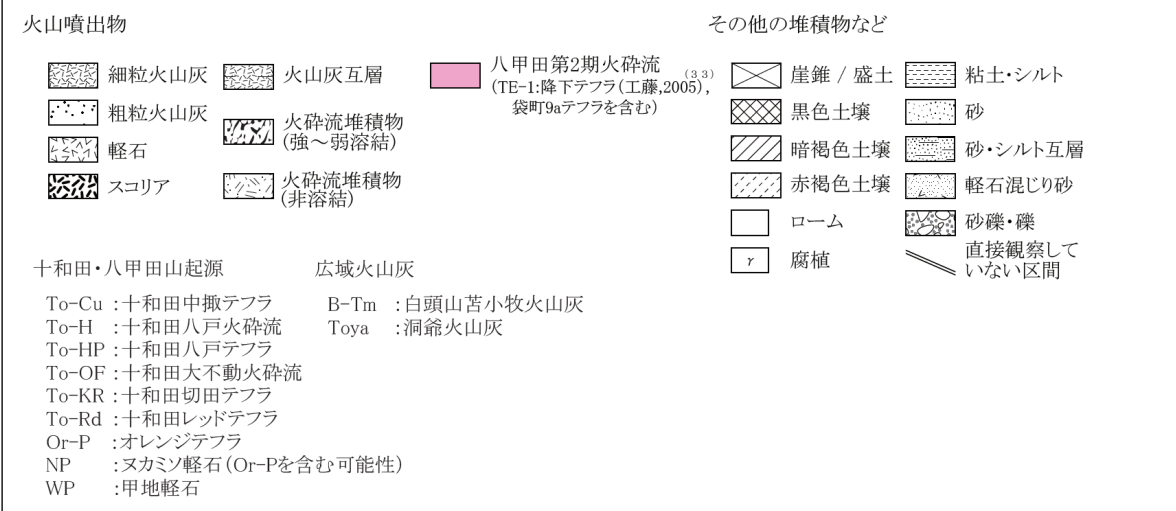 火山噴出物
細粒火山灰
粗粒火山灰
軽石
スコリア
火山灰互層
火砕流堆積物
(強～弱溶結)
火砕流堆積物
(非溶結)
八甲田第2期火砕流
(33)
(TE-1:降下テフラ(工藤,2005),
袋町9aテフラを含む)
その他の堆積物など
崖錐 / 盛土
黒色土壌
暗褐色土壌
赤褐色土壌
ローム
r 腐植
粘土・シルト
砂
砂・シルト互層
軽石混じり砂
砂礫・礫
直接観察して
いない区間
十和田・八甲田山起源
To-Cu :十和田中掫テフラ
To-H :十和田八戸火砕流
To-HP :十和田八戸テフラ
To-OF :十和田大不動火砕流
To-KR :十和田切田テフラ
To-Rd :十和田レッドテフラ
Or-P :オレンジテフラ
NP :ヌカミソ軽石(Or-Pを含む可能性)
WP :甲地軽石
広域火山灰
B-Tm :白頭山苫小牧火山灰
Toya :洞爺火山灰